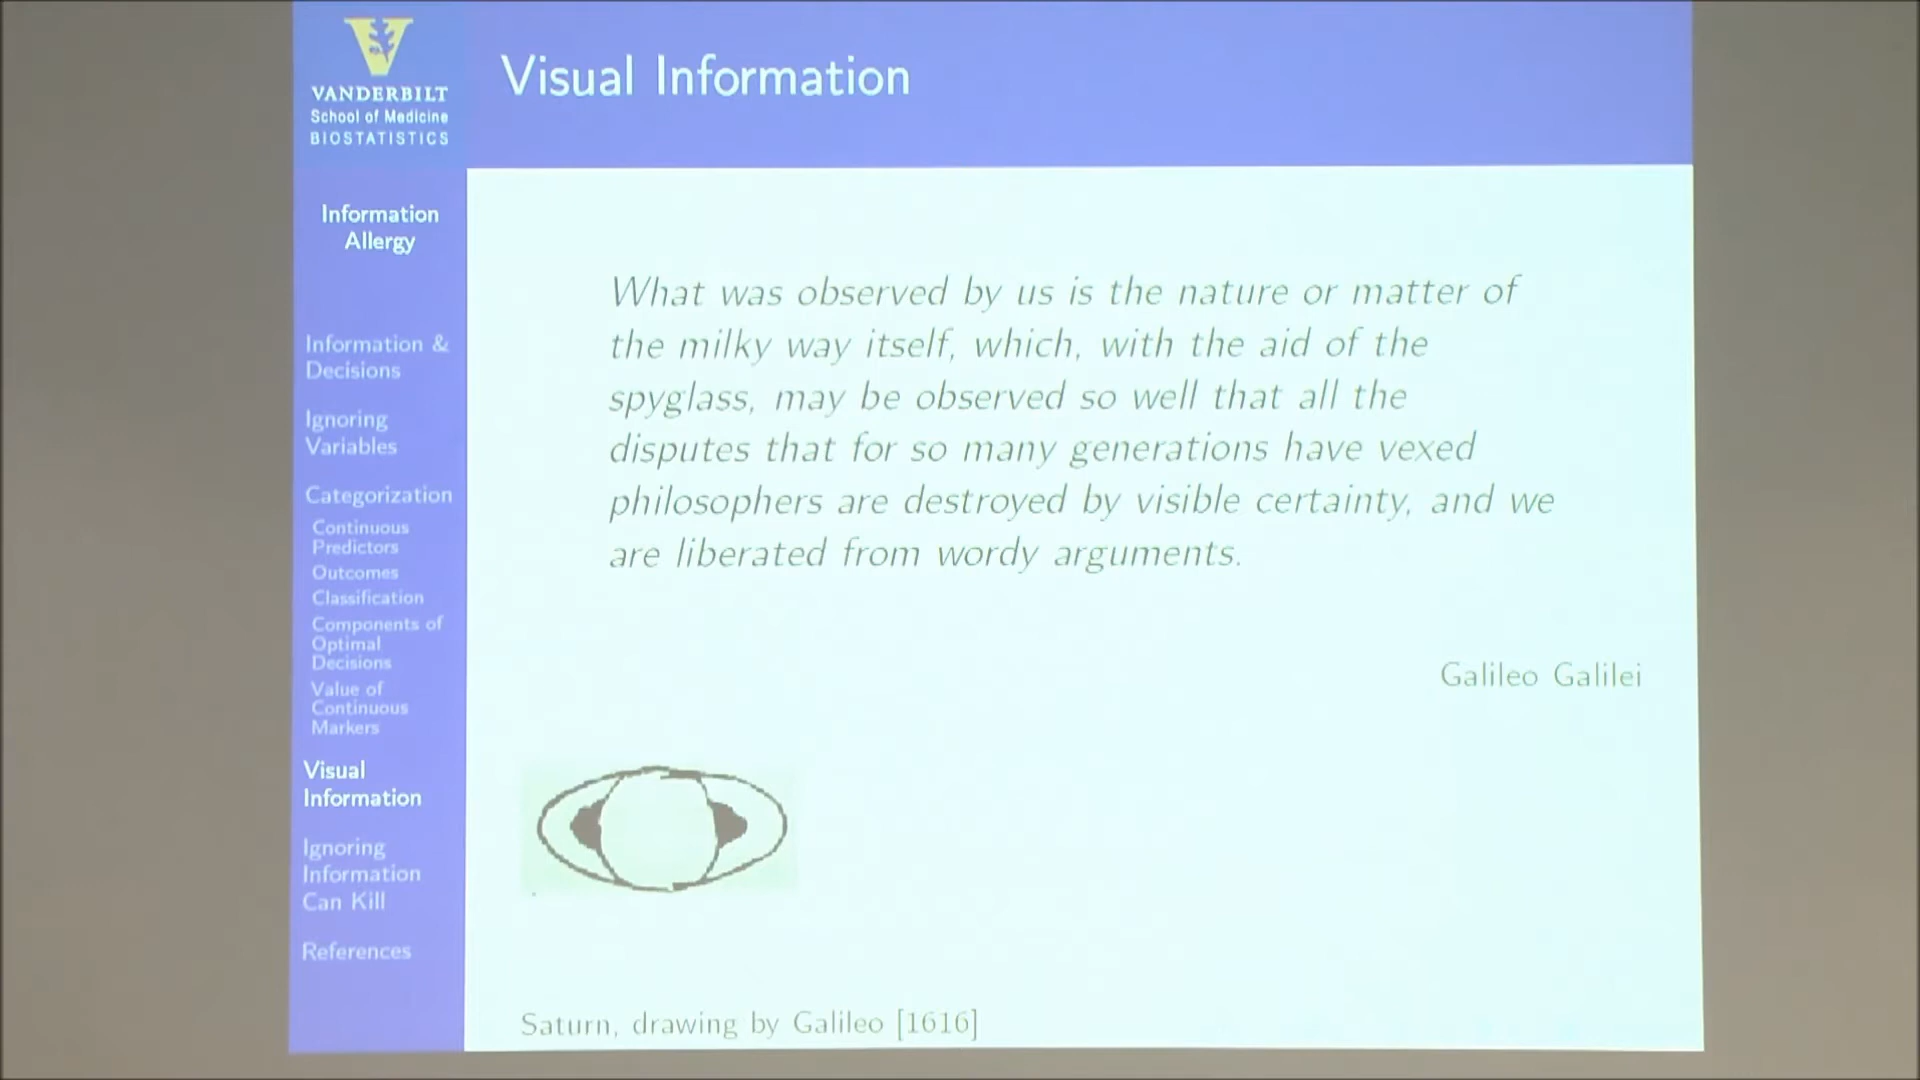 VANDERBILT
School of Medicine
BIOSTATISTICS
Visual Information
Information
Allergy
Information &
Decisions
Ignoring
Variables
Categorization
Continuous
Predictors
Outcomes
Classification
Components of
Optimal
Decisions
Value of
Continuous
Markers
Visual
Information
Ignoring
Information
Can Kill
References
What was observed by us is the nature or matter of
the milky way itself, which, with the aid of the
spyglass, may be observed so well that all the
disputes that for so many generations have vexed
philosophers are destroyed by visible certainty, and we
are liberated from wordy arguments.
Galileo Galilei
Saturn, drawing by Galileo [1616]